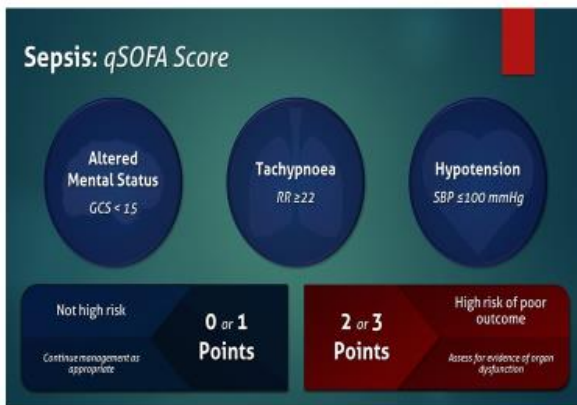 Sepsis: qSOFA Score
Altered
Mental Status
GCS < 15
Tachypnoea
RR ≥22
Hypotension
SBP ≤100 mmHg
Not high risk
Continue management as
appropriate
0 or 1
Points
2 or 3
Points
High risk of poor
outcome
Assess for evidence of organ
dysfunction